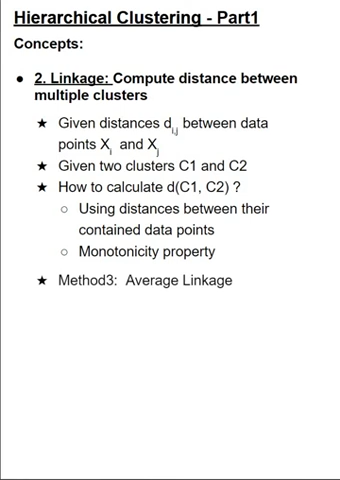 Hierarchical Clustering - Part1
Concepts:
● 2. Linkage: Compute distance between
multiple clusters
★ Given distances d i,j between data
points X i and X j
★ Given two clusters C1 and C2
★ How to calculate d(C1, C2) ?
○ Using distances between their
contained data points
○ Monotonicity property
★ Method3: Average Linkage